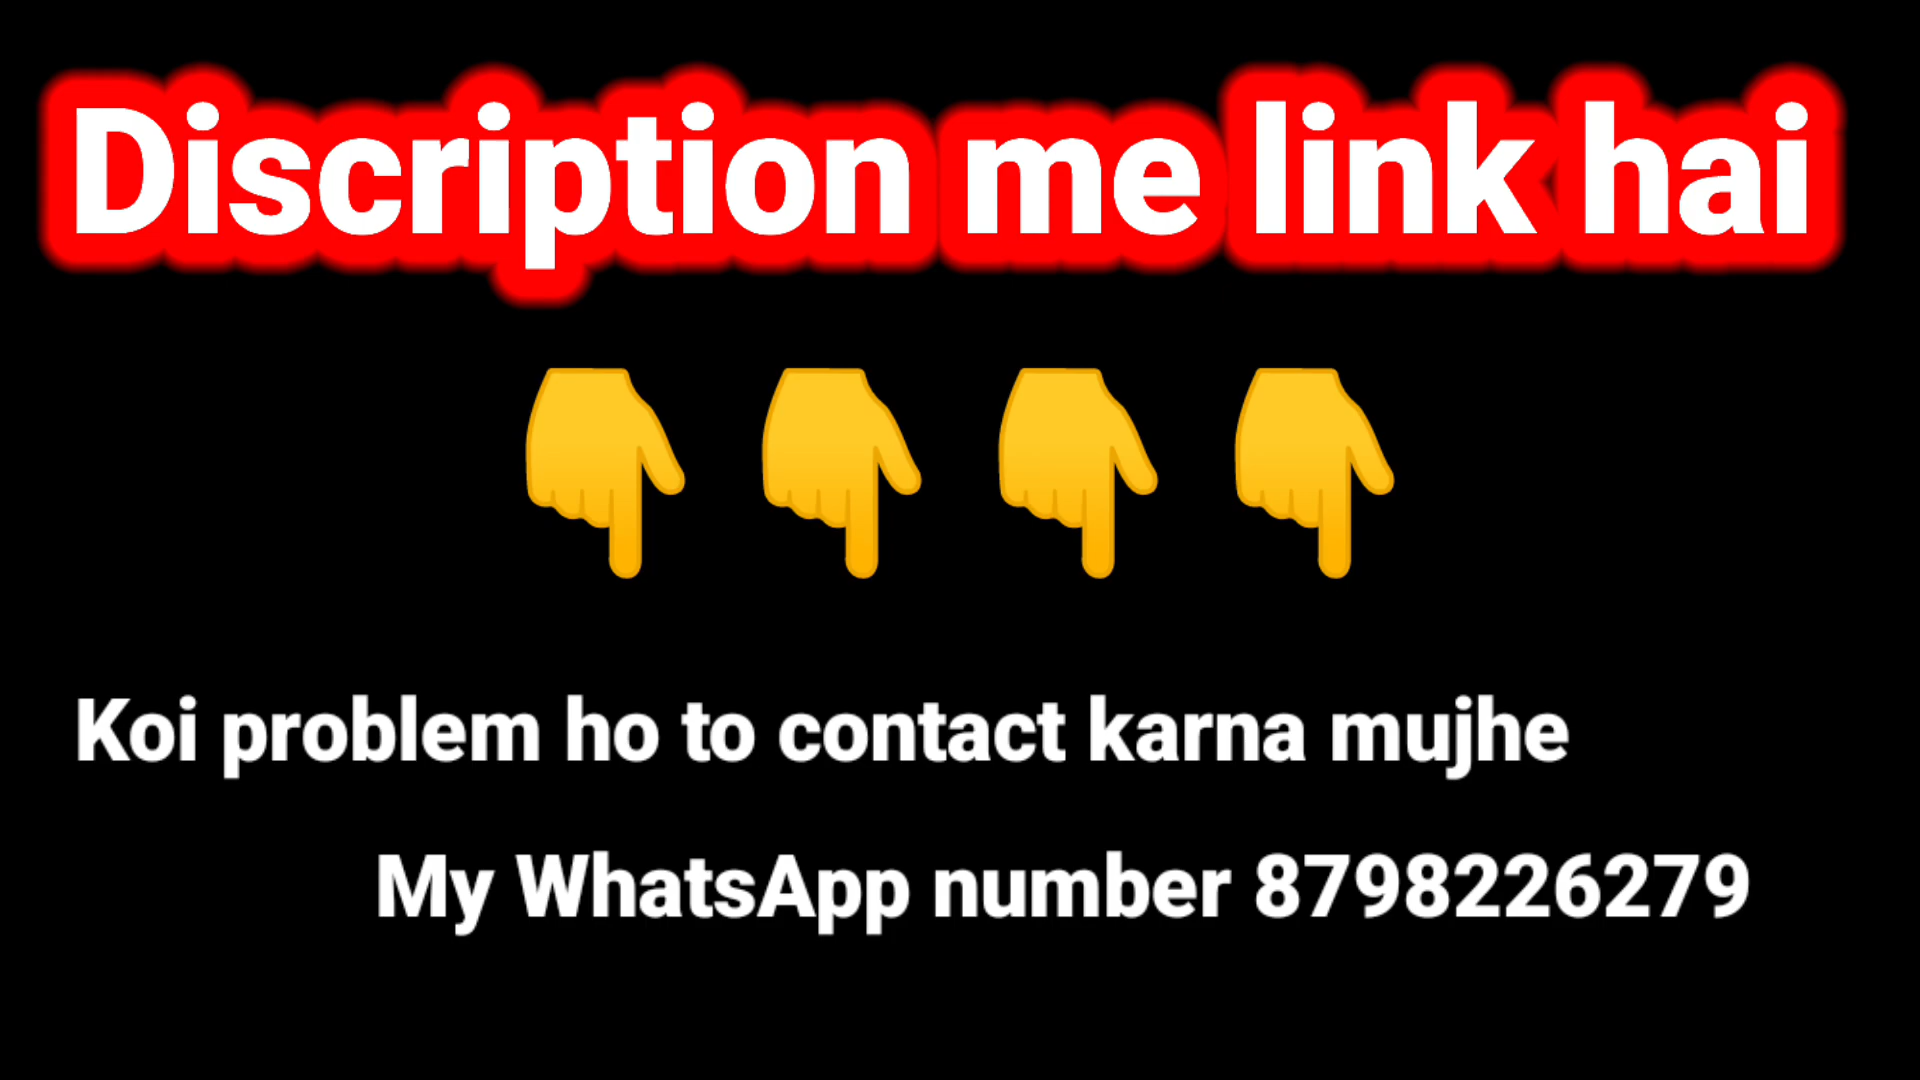 Discription me link hai
👇 👇 👇 👇
Koi problem ho to contact karna mujhe
My WhatsApp number 8798226279